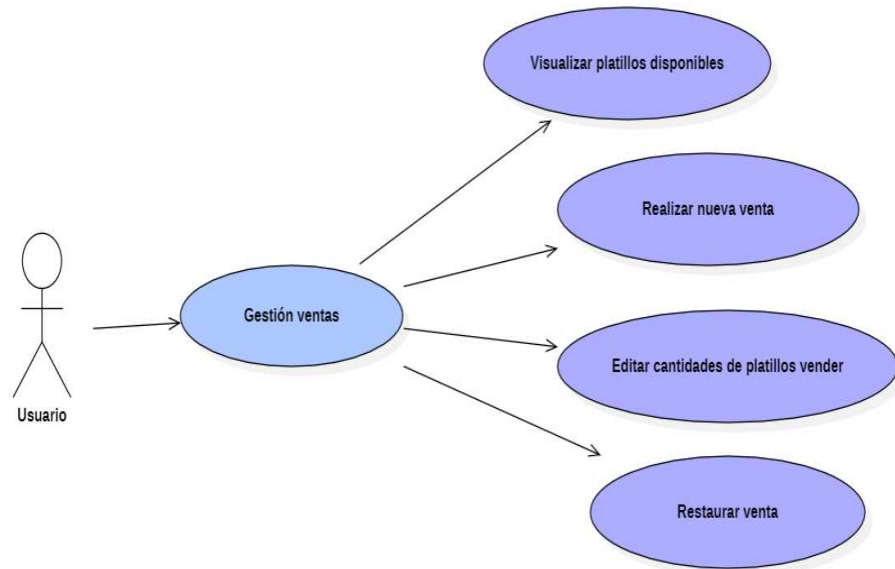 Visualizar platillos disponibles
Realizar nueva venta
Gestión ventas
Editar cantidades de platillos vender
Usuario
Restaurar venta